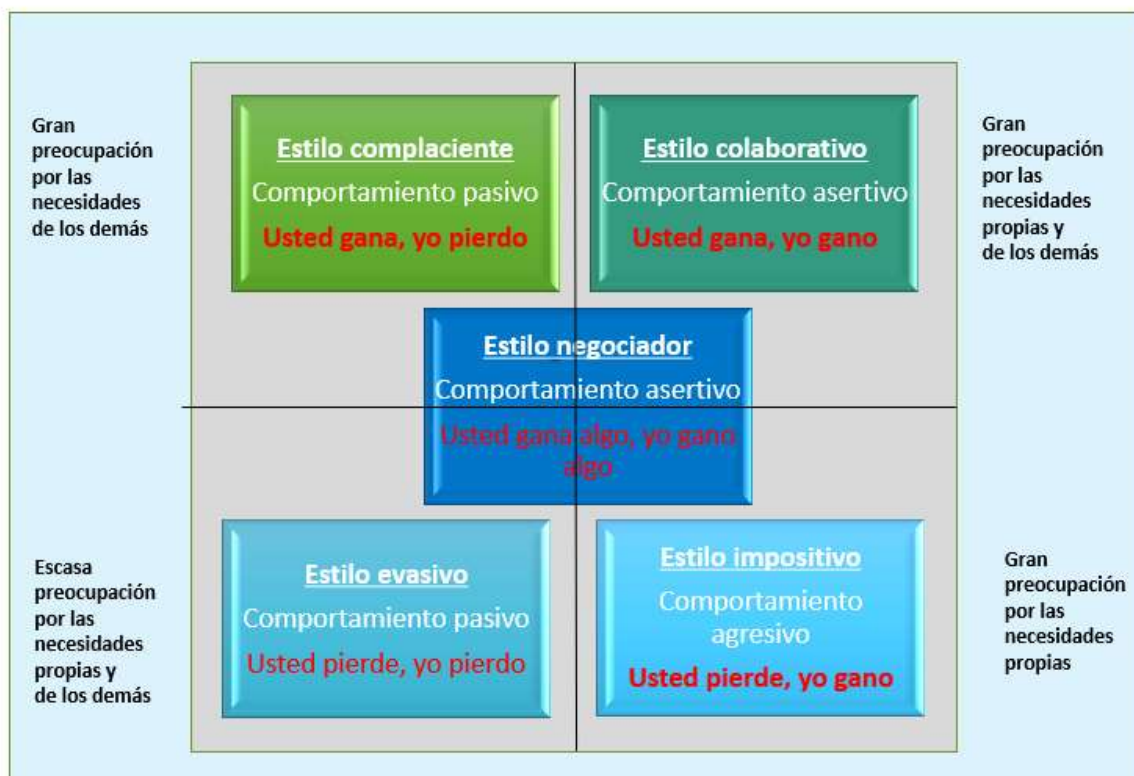 Gran
preocupación
por las
necesidades
de los demás
Estilo complaciente
Comportamiento pasivo
Usted gana, yo pierdo
Estilo colaborativo
Comportamiento asertivo
Usted gana, yo gano
Gran
preocupación
por las
necesidades
propias y
de los demás
Estilo negociador
Comportamiento asertivo
Usted gana algo, yo gano
algo
Escasa
preocupación
por las
necesidades
propias y
de los demás
Estilo evasivo
Comportamiento pasivo
Usted pierde, yo pierdo
Estilo impositivo
Comportamiento
agresivo
Usted pierde, yo gano
Gran
preocupación
por las
necesidades
propias